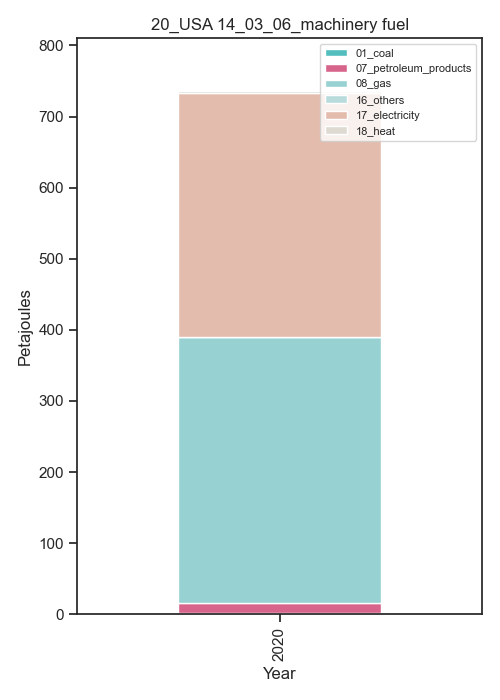 20_USA 14_03_06_machinery fuel
800
700
600
500
400
300
200
100
0
Petajoules
01_coal
07_petroleum_products
08_gas
16_others
17_electricity
18_heat
2020
Year